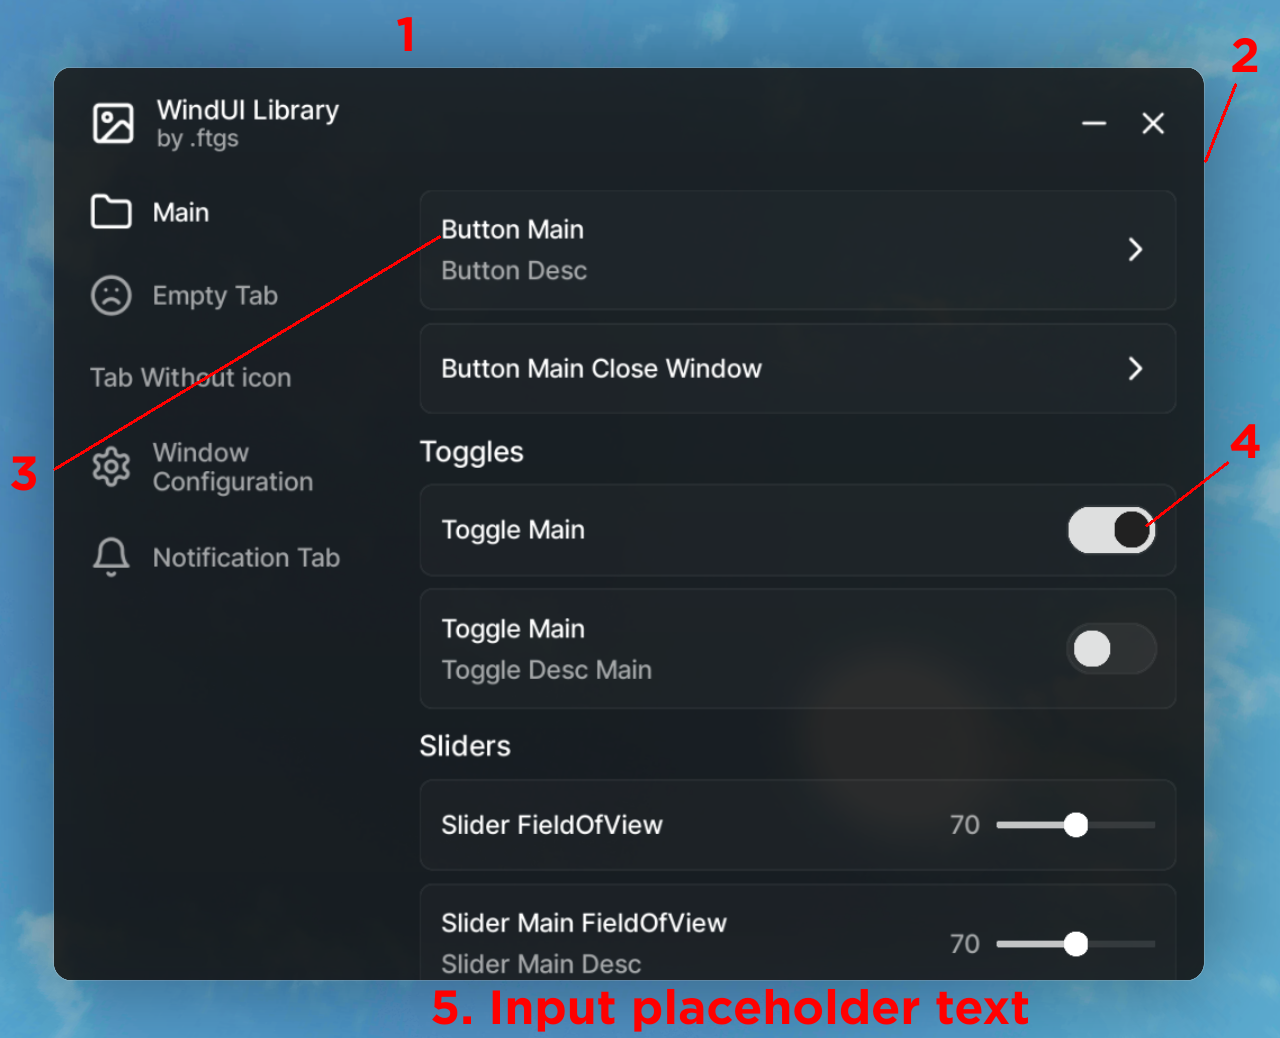 1
2
WindUI Library
by .ftgs
Main
Empty Tab
Tab Without icon
Window
Configuration
Notification Tab
3
Button Main
Button Desc
Button Main Close Window
Toggles
4
Toggle Main
Toggle Main
Toggle Desc Main
Sliders
Slider FieldOfView 70
Slider Main FieldOfView
70
Slider Main Desc
5. Input placeholder text